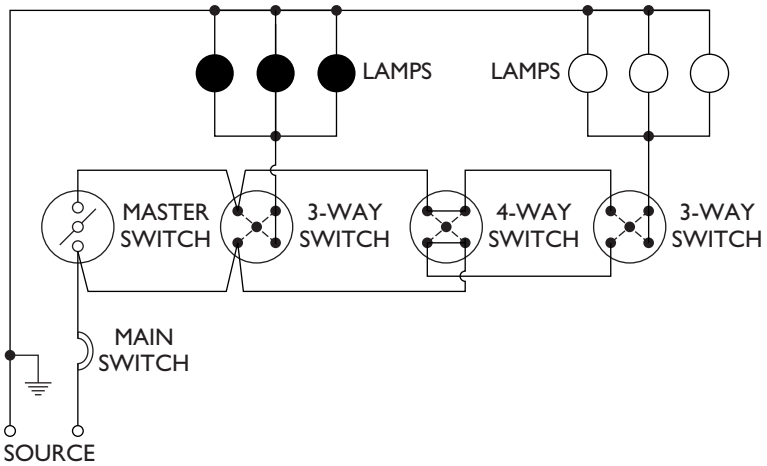 LAMPS
LAMPS
MASTER
SWITCH
3-WAY
SWITCH
4-WAY
SWITCH
3-WAY
SWITCH
MAIN
SWITCH
SOURCE